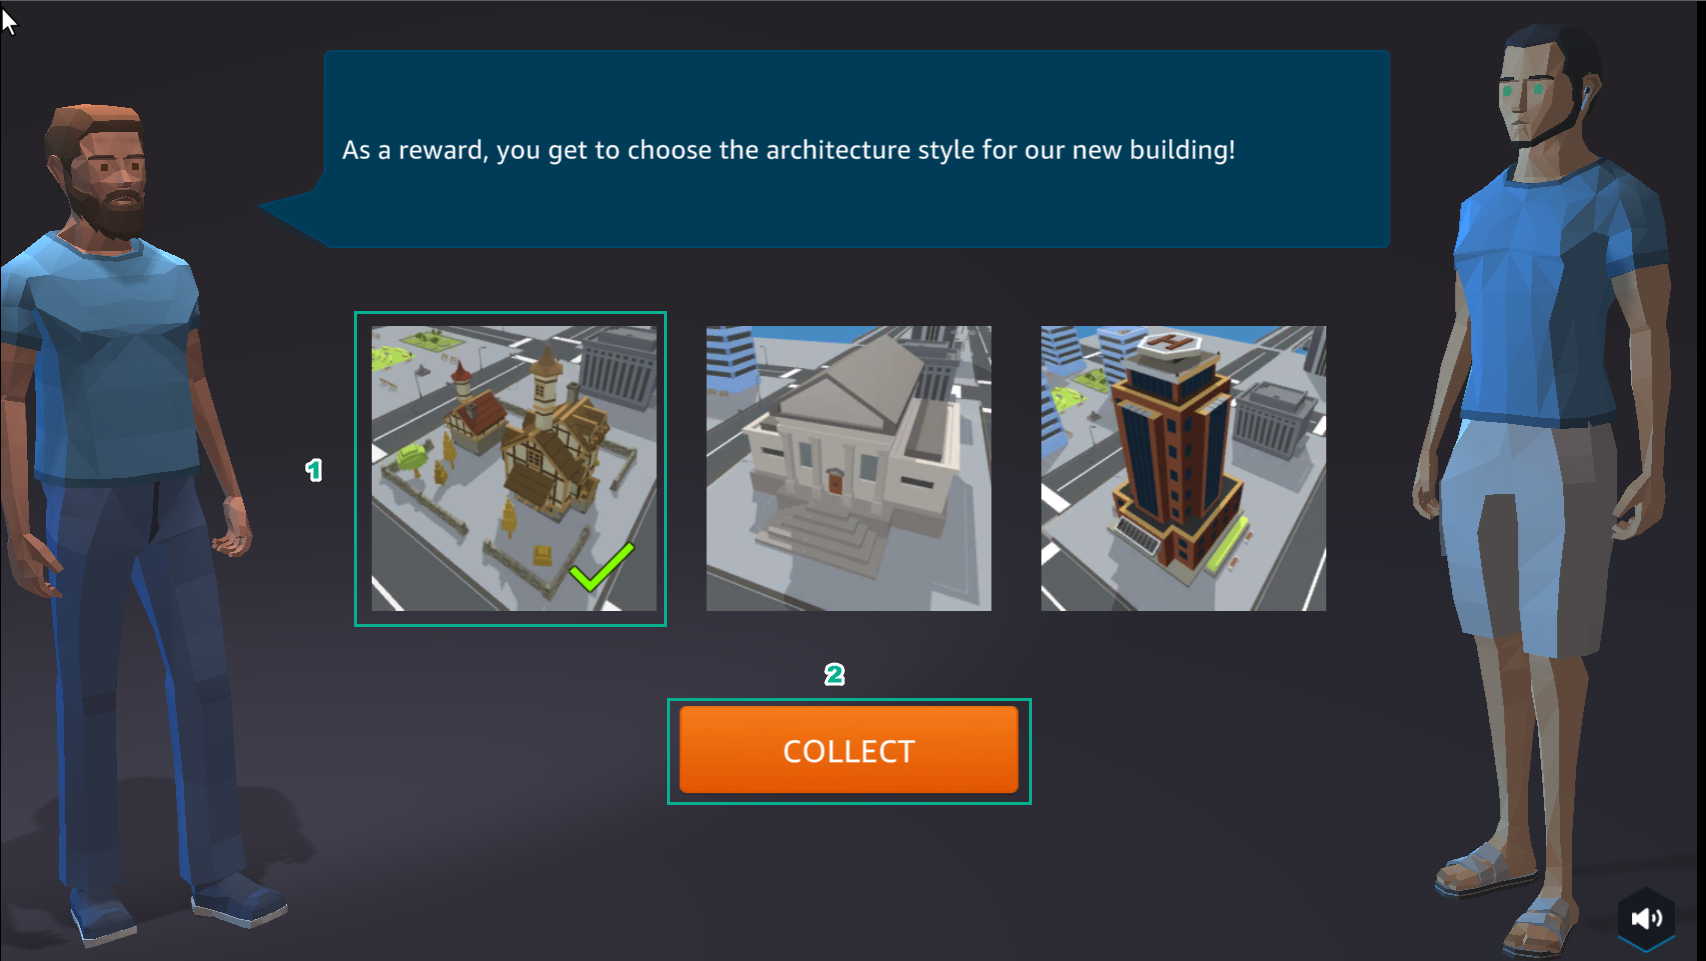 As a reward, you get to choose the architecture style for our new building!
H
1
2
COLLECT